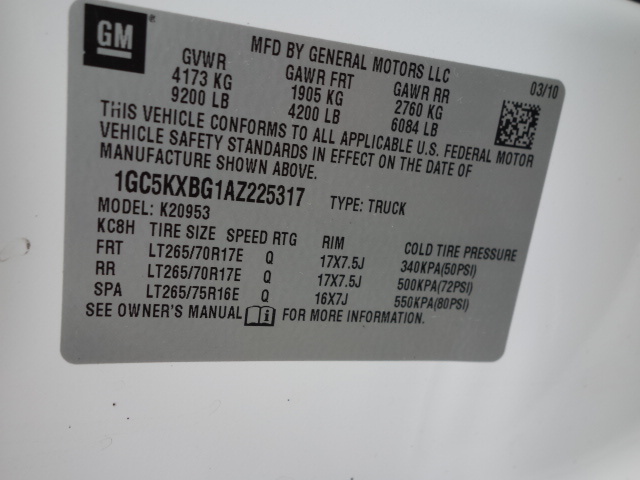 GM
MFD BY GENERAL MOTORS LLC
03/10
GVWR GAWR FRT GAWR RR
4173 KG 1905 KG 2760 KG
9200 LB 4200 LB 6084 LB
THIS VEHICLE CONFORMS TO ALL APPLICABLE U.S. FEDERAL MOTOR
VEHICLE SAFETY STANDARDS IN EFFECT ON THE DATE OF
MANUFACTURE SHOWN ABOVE.
1GC5KXBG1AZ225317 TYPE: TRUCK
MODEL: K20953
KC8H TIRE SIZE SPEED RTG RIM COLD TIRE PRESSURE
FRT LT265/70R17E Q 17X7.5J 340KPA(50PSI)
RR LT265/70R17E Q 17X7.5J 500KPA(72PSI)
SPA LT265/75R16E Q 16X7J 550KPA(80PSI)
SEE OWNER'S MANUAL i FOR MORE INFORMATION.